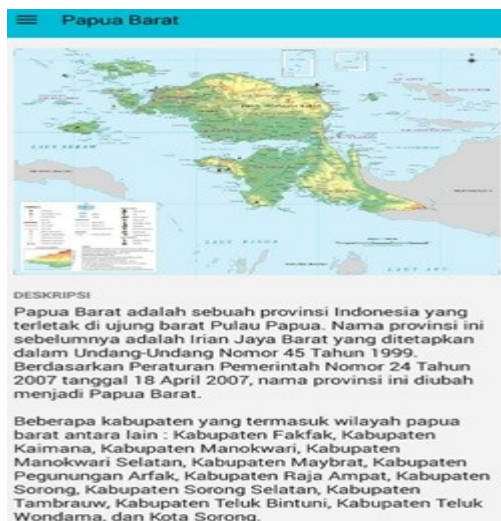 Papua Barat
LAUT SERAM
LAUT BANDA
DESKRIPSI
Papua Barat adalah sebuah provinsi Indonesia yang
terletak di ujung barat Pulau Papua. Nama provinsi ini
sebelumnya adalah Irian Jaya Barat yang ditetapkan
dalam Undang-Undang Nomor 45 Tahun 1999.
Berdasarkan Peraturan Pemerintah Nomor 24 Tahun
2007 tanggal 18 April 2007, nama provinsi ini diubah
menjadi Papua Barat.
Beberapa kabupaten yang termasuk wilayah papua
barat antara lain : Kabupaten Fakfak, Kabupaten
Kaimana, Kabupaten Manokwari, Kabupaten
Manokwari Selatan, Kabupaten Maybrat, Kabupaten
Pegunungan Arfak, Kabupaten Raja Ampat, Kabupaten
Sorong, Kabupaten Sorong Selatan, Kabupaten
Tambrauw, Kabupaten Teluk Bintuni, Kabupaten Teluk
Wondama, dan Kota Sorong.